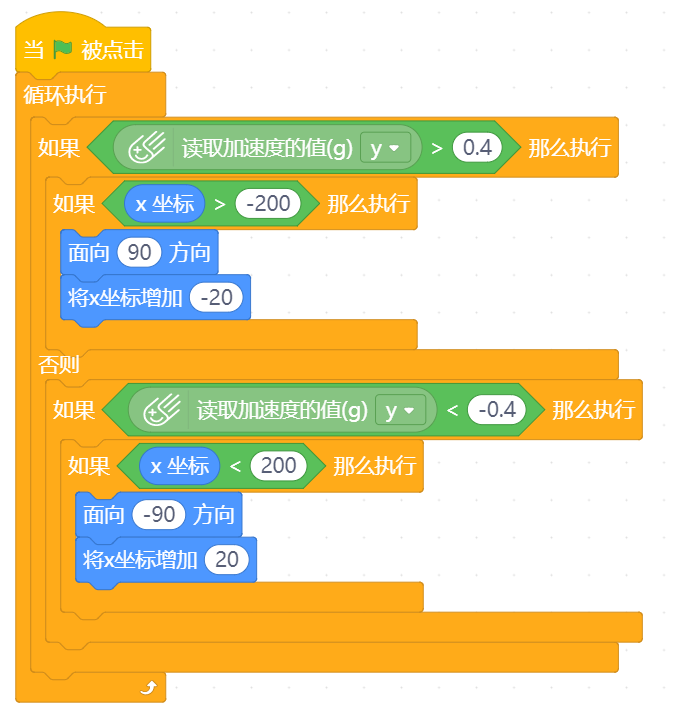 当 被点击
循环执行
如果 读取加速度的值(g) y > 0.4 那么执行
如果 x 坐标 > -200 那么执行
面向 90 方向
将x坐标增加 -20
否则
如果 读取加速度的值(g) y < -0.4 那么执行
如果 x 坐标 < 200 那么执行
面向 -90 方向
将x坐标增加 20